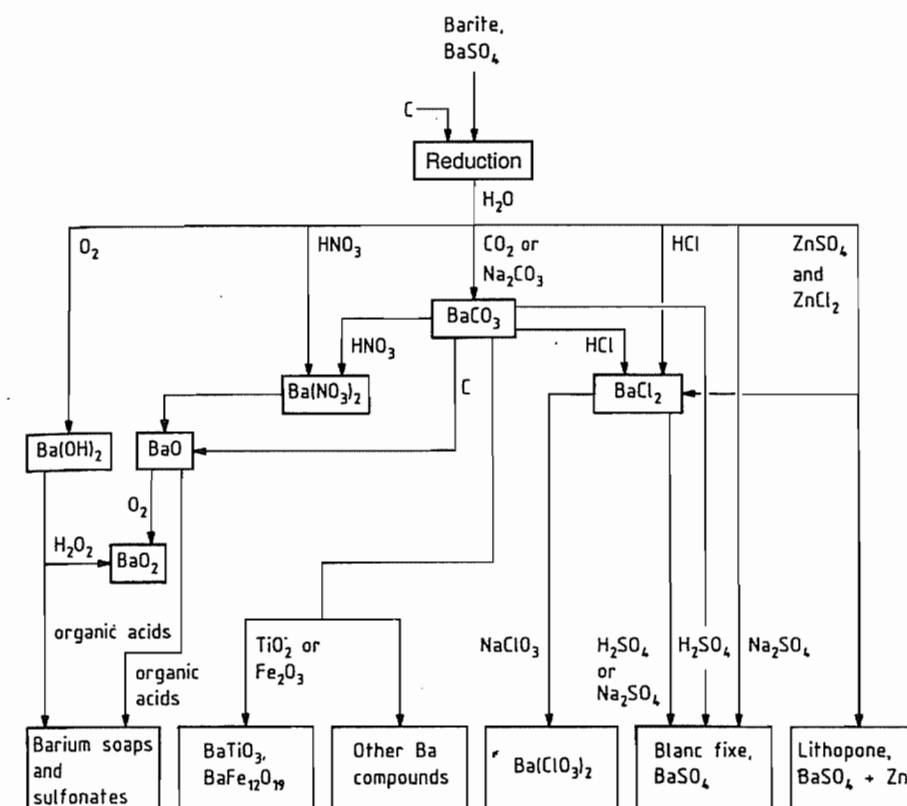 Barite,
BaSO₄
C
Reduction
H₂O
O₂
HNO₃
CO₂ or
Na₂CO₃
HCl
ZnSO₄
and
ZnCl₂
BaCO₃
HNO₃
HCl
C
Ba(NO₃)₂
BaCl₂
Ba(OH)₂
BaO
O₂
H₂O₂
BaO₂
organic acids
organic
acids
TiO₂ or
Fe₂O₃
NaClO₃
H₂SO₄
or
Na₂SO₄
H₂SO₄
Na₂SO₄
Barium soaps
and
sulfonates
BaTiO₃,
BaFe₁₂O₁₉
Other Ba
compounds
Ba(ClO₃)₂
Blanc fixe,
BaSO₄
Lithopone,
BaSO₄ + Zn